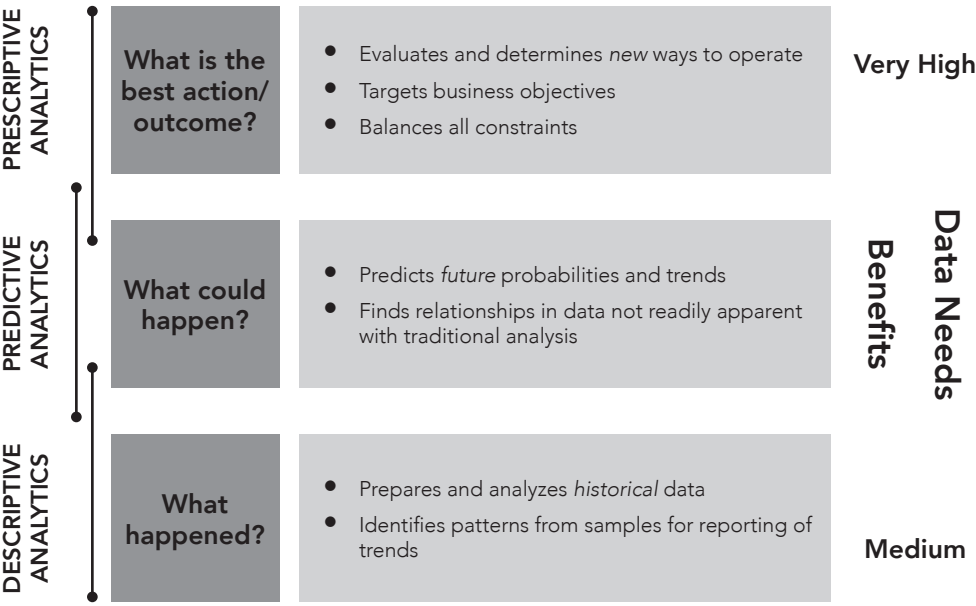 PRESCRIPTIVE
ANALYTICS
What is the
best action/
outcome?
• Evaluates and determines new ways to operate
• Targets business objectives
• Balances all constraints
Very High
PREDICTIVE
ANALYTICS
What could
happen?
• Predicts future probabilities and trends
• Finds relationships in data not readily apparent
with traditional analysis
Benefits
Data Needs
DESCRIPTIVE
ANALYTICS
What
happened?
• Prepares and analyzes historical data
• Identifies patterns from samples for reporting of
trends
Medium